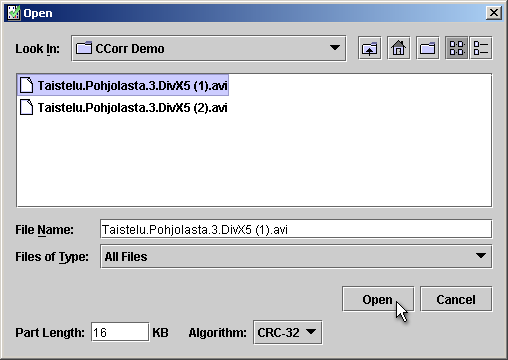 Open
Look In: CCorr Demo
Taistelu.Pohjolasta.3.DivX5 (1).avi
Taistelu.Pohjolasta.3.DivX5 (2).avi
File Name: Taistelu.Pohjolasta.3.DivX5 (1).avi
Files of Type: All Files
Open Cancel
Part Length: 16 KB Algorithm: CRC-32